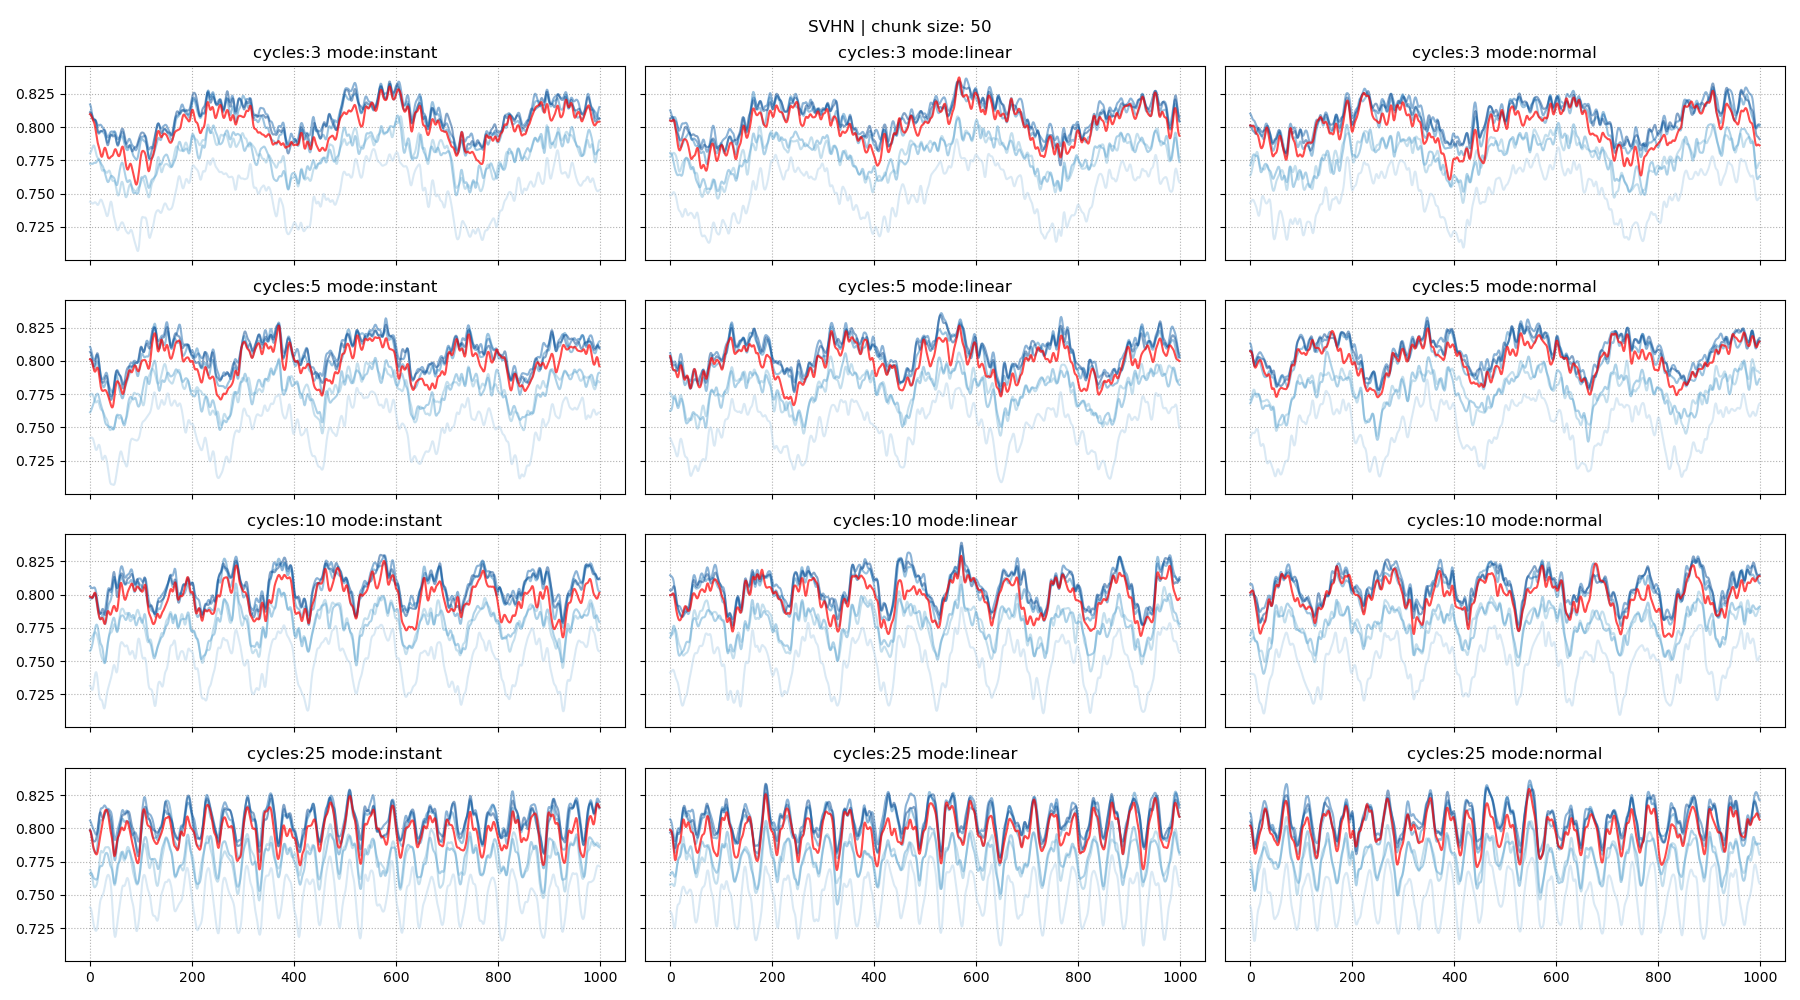 SVHN | chunk size: 50
cycles:3 mode:instant
cycles:3 mode:linear
cycles:3 mode:normal
0.825
0.800
0.775
0.750
0.725
cycles:5 mode:instant
cycles:5 mode:linear
cycles:5 mode:normal
0.825
0.800
0.775
0.750
0.725
cycles:10 mode:instant
cycles:10 mode:linear
cycles:10 mode:normal
0.825
0.800
0.775
0.750
0.725
cycles:25 mode:instant
cycles:25 mode:linear
cycles:25 mode:normal
0.825
0.800
0.775
0.750
0.725
0 200 400 600 800 1000
0 200 400 600 800 1000
0 200 400 600 800 1000